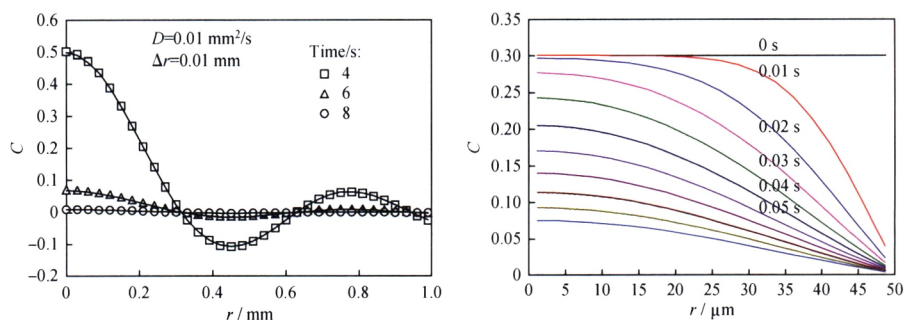 0.6
0.5
0.4
0.3
0.2
0.1
0
−0.1
−0.2
C
D=0.01 mm²/s
Δr=0.01 mm
Time/s:
4
6
8
0 0.2 0.4 0.6 0.8 1.0
r / mm
0.35
0.30
0.25
0.20
0.15
0.10
0.05
0
C
0 s
0.01 s
0.02 s
0.03 s
0.04 s
0.05 s
0 5 10 15 20 25 30 35 40 45 50
r / μm